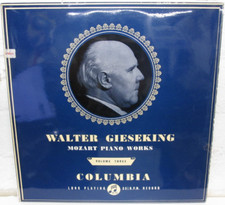 WALTER GIESEKING
MOZART PIANO WORKS
VOLUME THREE
COLUMBIA
LONG PLAYING 33⅓ R.P.M. RECORD